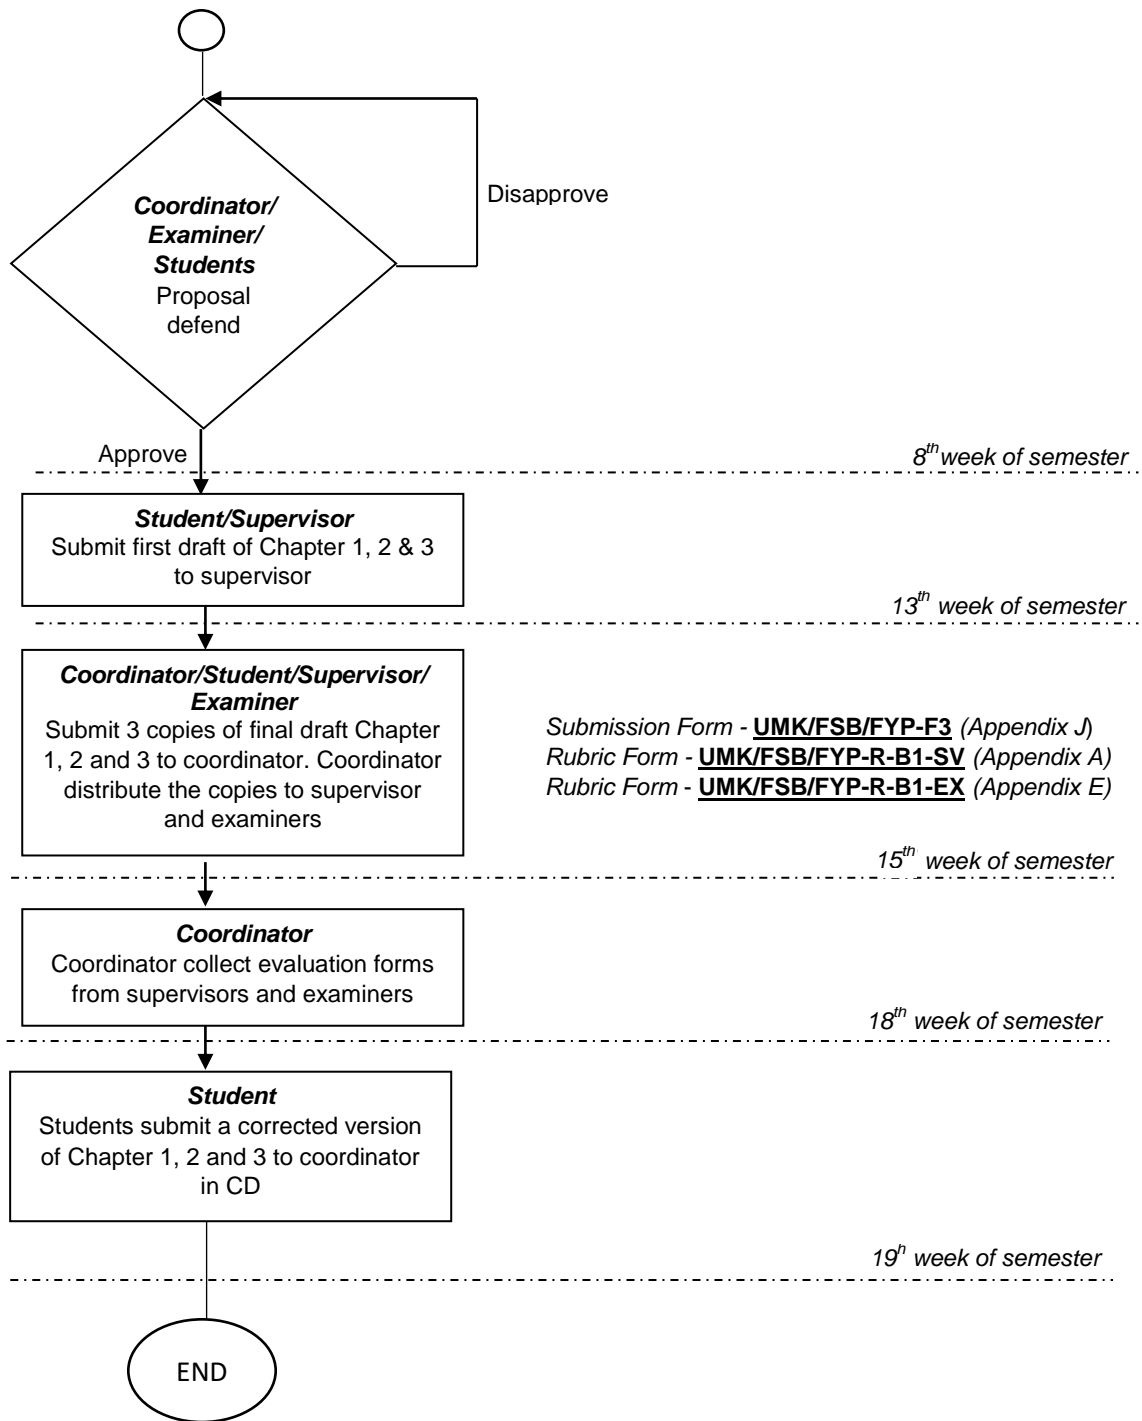 Disapprove
Coordinator/
Examiner/
Students
Proposal
defend
Approve
8th week of semester
Student/Supervisor
Submit first draft of Chapter 1, 2 & 3
to supervisor
13th week of semester
Coordinator/Student/Supervisor/
Examiner
Submit 3 copies of final draft Chapter
1, 2 and 3 to coordinator. Coordinator
distribute the copies to supervisor
and examiners
Submission Form - UMK/FSB/FYP-F3 (Appendix J)
Rubric Form - UMK/FSB/FYP-R-B1-SV (Appendix A)
Rubric Form - UMK/FSB/FYP-R-B1-EX (Appendix E)
15th week of semester
Coordinator
Coordinator collect evaluation forms
from supervisors and examiners
18th week of semester
Student
Students submit a corrected version
of Chapter 1, 2 and 3 to coordinator
in CD
19h week of semester
END